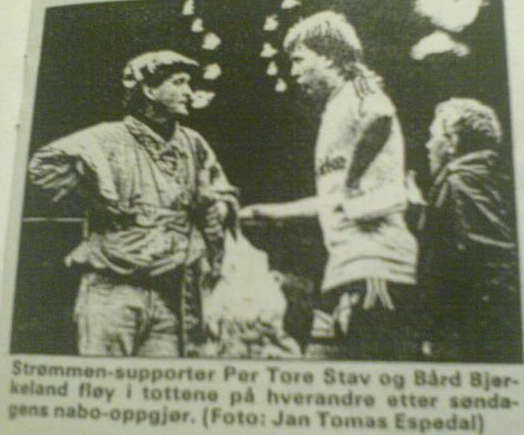 Strømmen-supporter Per Tore Stav og Bård Bjer-
keland fløy i tottene på hverandre etter sønda-
gens nabo-oppgjør. (Foto: Jan Tomas Espedal)